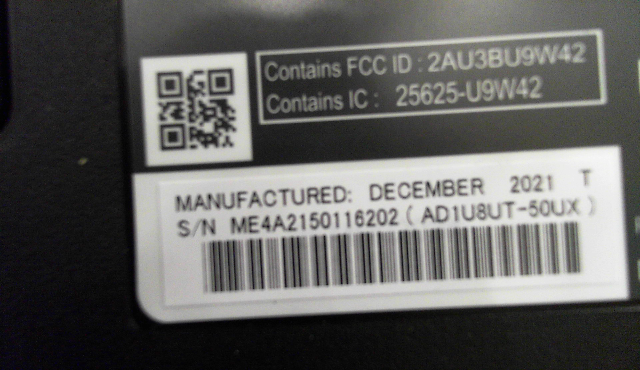 Contains FCC ID : 2AU3BU9W42
Contains IC : 25625-U9W42
MANUFACTURED: DECEMBER 2021 T
S/N ME4A2150116202 ( AD1U8UT-50UX )